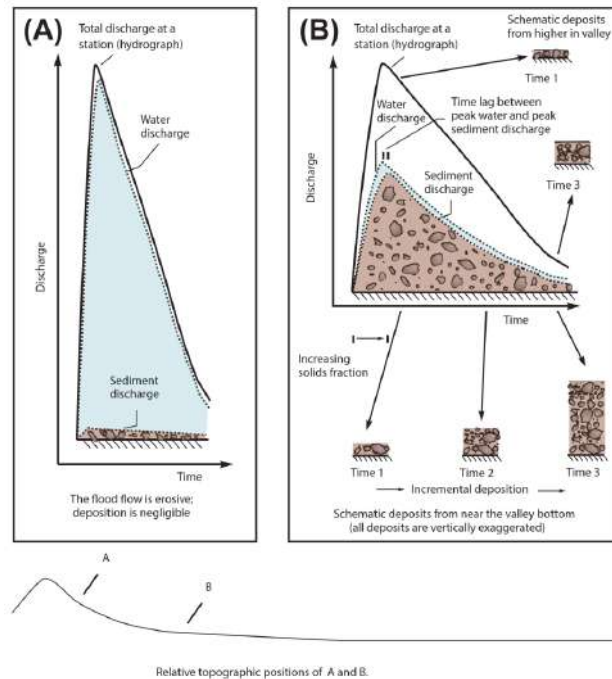 (A)
Total discharge at a
station (hydrograph)
Water
discharge
Discharge
Sediment
discharge
Time
The flood flow is erosive;
deposition is negligible
(B)
Total discharge at a
station (hydrograph)
Schematic deposits
from higher in valley
Time 1
Water
discharge
Time lag between
peak water and peak
sediment discharge
Time 3
Sediment
discharge
Discharge
Time
Increasing
solids fraction
Time 1
Time 2
Time 3
Incremental deposition
Schematic deposits from near the valley bottom
(all deposits are vertically exaggerated)
A
B
Relative topographic positions of A and B.